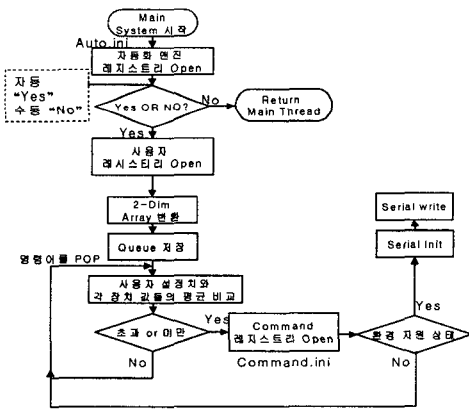 Main
System 시작
Auto.ini
자동화 엔진
레지스트리 Open
자동
“Yes”
수동 “No”
Yes OR NO?
No
Return
Main Thread
Yes
사용자
레시스터리 Open
2-Dim
Array 변환
Queue 저장
명령어를 POP
사용자 설정치와
각 장치 값들의 평균 비교
초과 or 미만
Yes
No
Command
레지스트리 Open
Command.ini
환경 지원 상태
Yes
No
Serial Init
Serial write